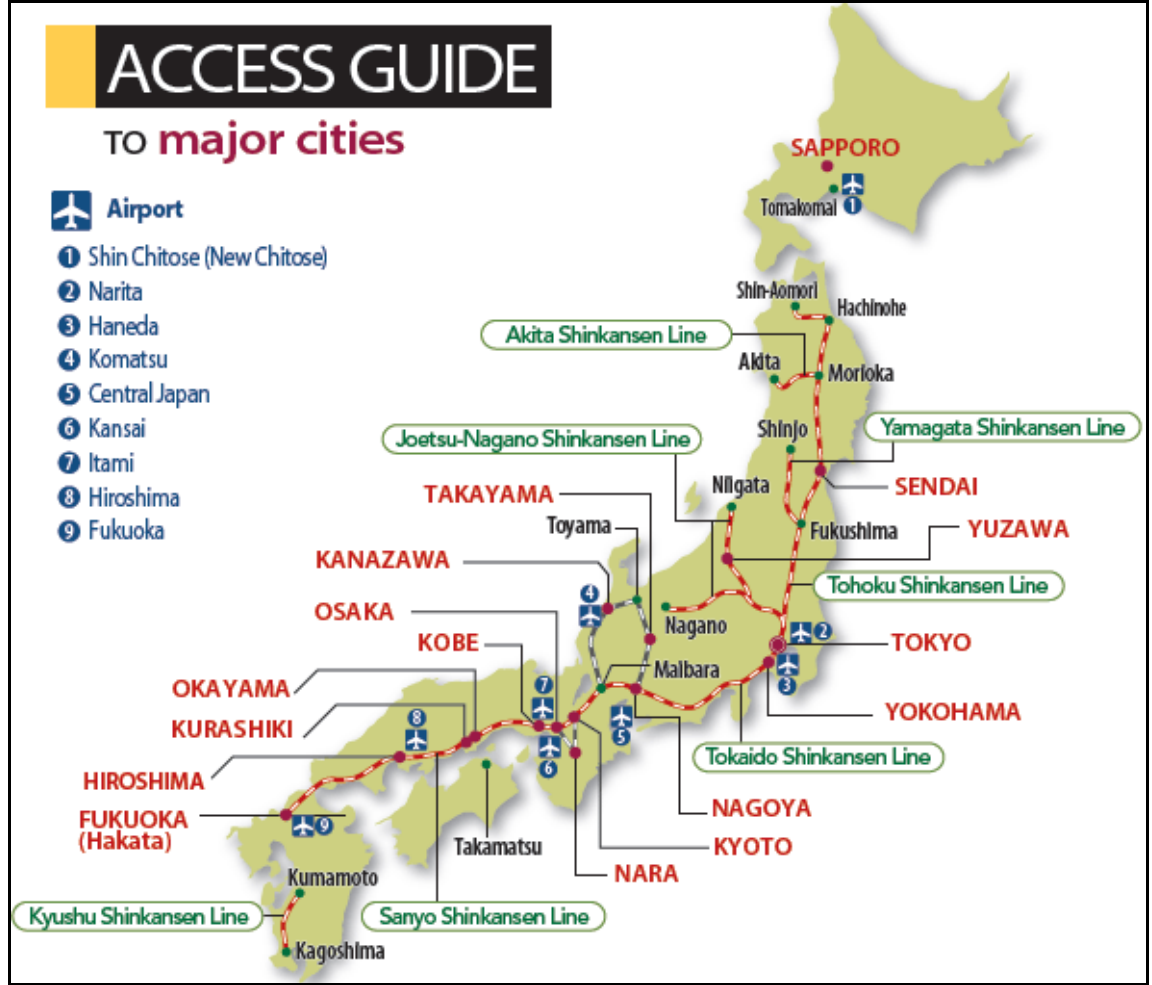 ACCESS GUIDE
TO major cities
Airport
1 Shin Chitose (New Chitose)
2 Narita
3 Haneda
4 Komatsu
5 Central Japan
6 Kansai
7 Itami
8 Hiroshima
9 Fukuoka
SAPPORO
Tomakomai
1
Shin-Aomori
Hachinohe
Akita Shinkansen Line
Akita
Morioka
Shinjo
Yamagata Shinkansen Line
Joetsu-Nagano Shinkansen Line
Niigata
SENDAI
TAKAYAMA
Toyama
Fukushima
YUZAWA
KANAZAWA
4
Tohoku Shinkansen Line
OSAKA
Nagano
2
TOKYO
KOBE
Maibara
3
OKAYAMA
7
YOKOHAMA
KURASHIKI
8
5
Tokaido Shinkansen Line
6
HIROSHIMA
NAGOYA
FUKUOKA
(Hakata)
9
Takamatsu
KYOTO
NARA
Kumamoto
Kyushu Shinkansen Line
Sanyo Shinkansen Line
Kagoshima